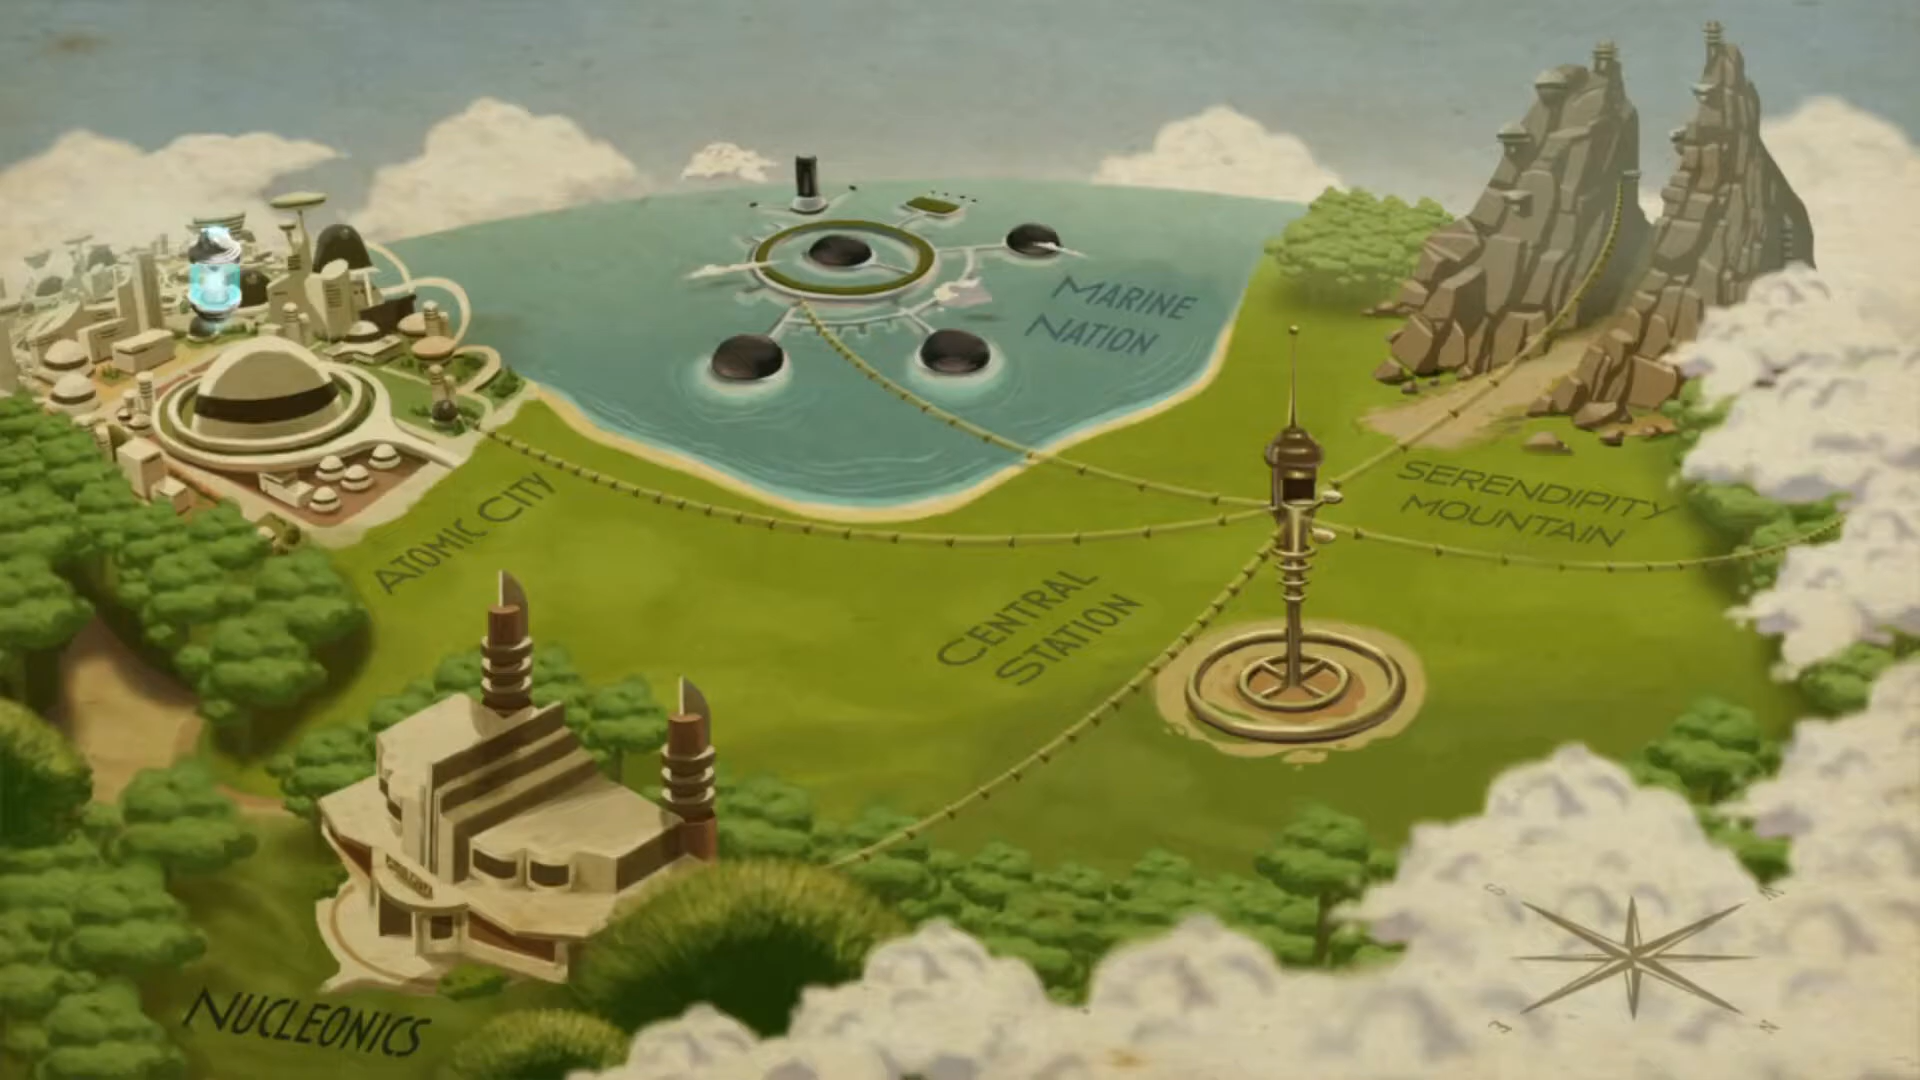 MARINE
NATION
SERENDIPITY
MOUNTAIN
ATOMIC CITY
CENTRAL
STATION
NUCLEONICS
S
W
E
N